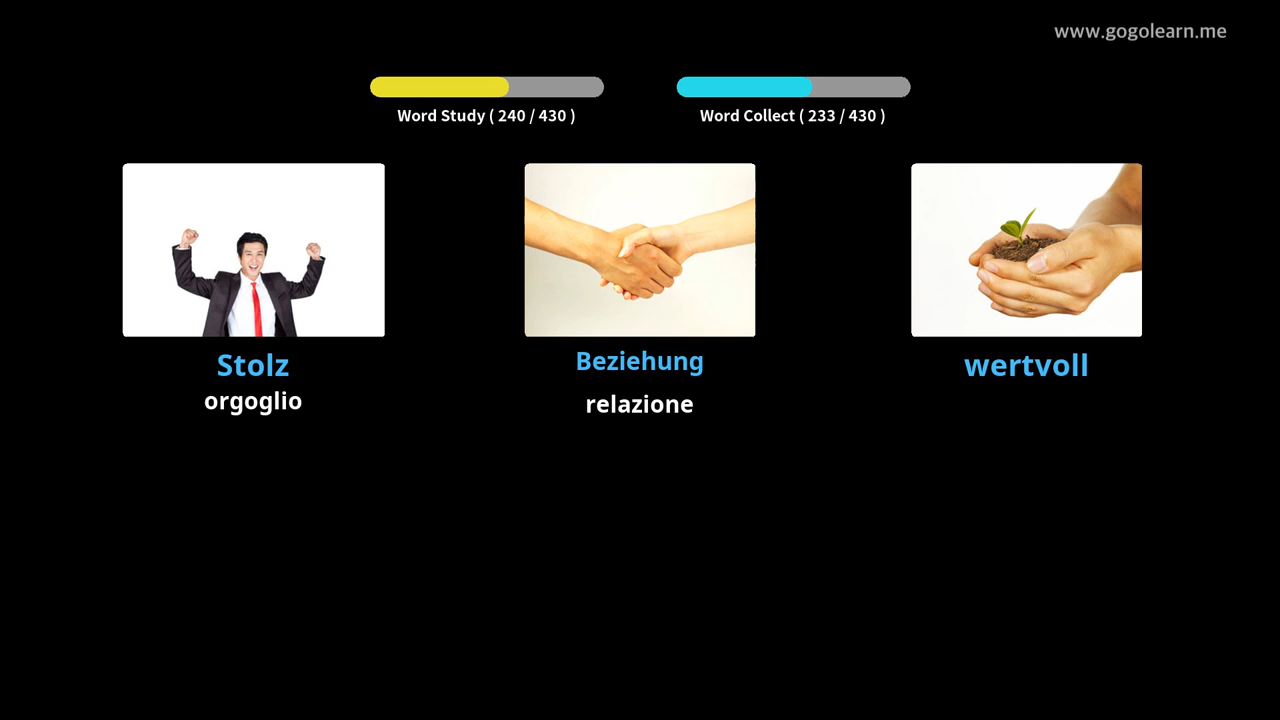 www.gogolearn.me
Word Study ( 240 / 430 )
Word Collect ( 233 / 430 )
Stolz
orgoglio
Beziehung
relazione
wertvoll